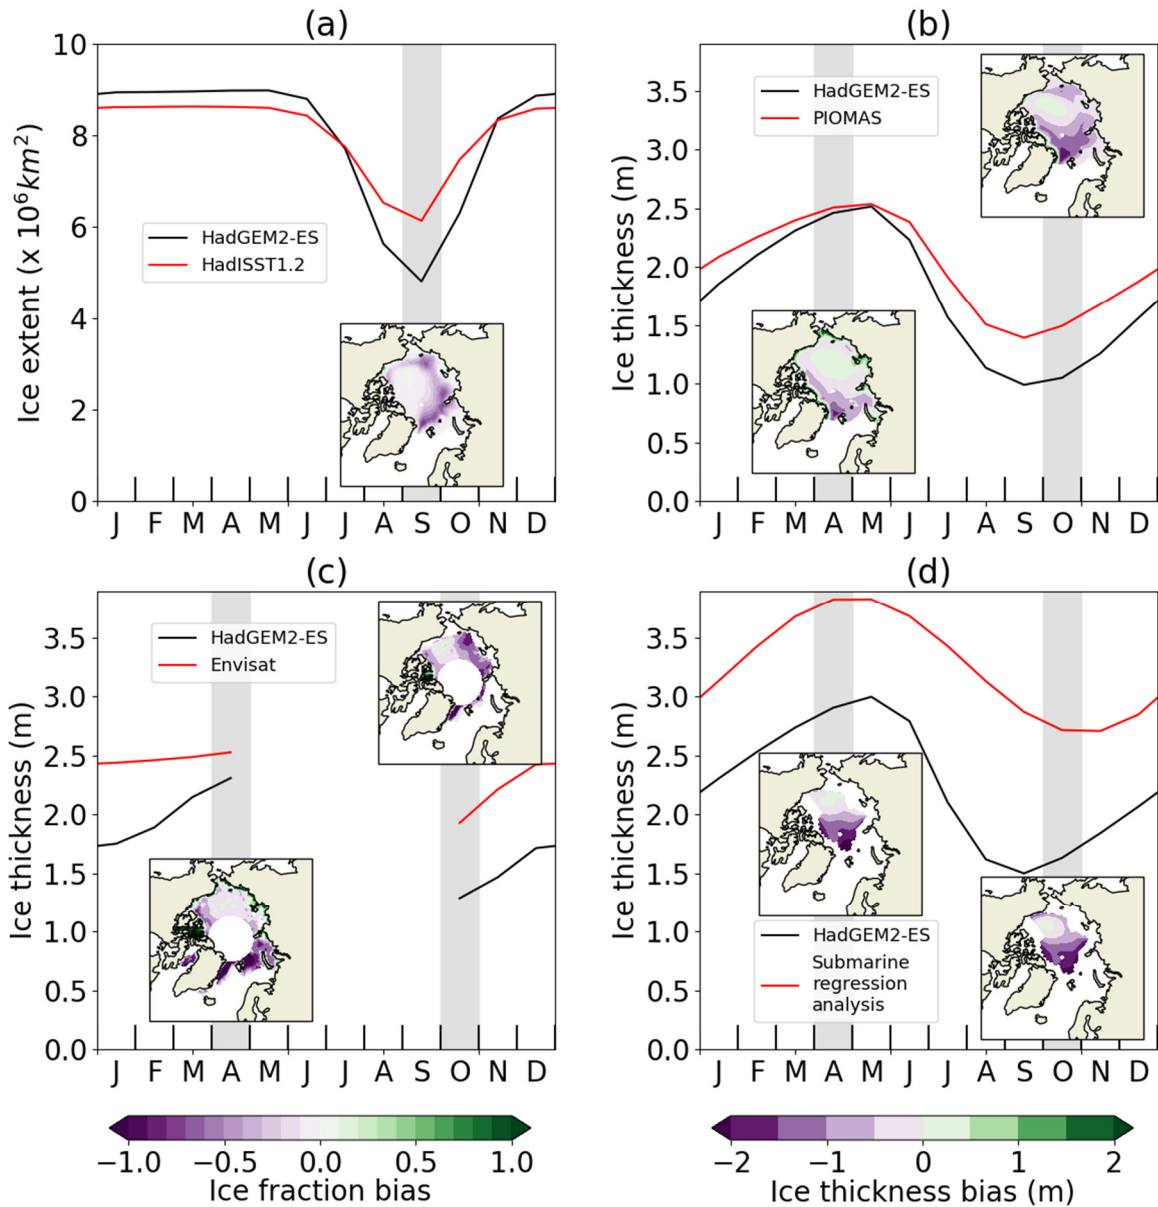 (a)
10
8
6
4
2
0
Ice extent (x 10⁶km²)
HadGEM2-ES
HadISST1.2
J F M A M J J A S O N D
(b)
3.5
3.0
2.5
2.0
1.5
1.0
0.5
0.0
Ice thickness (m)
HadGEM2-ES
PIOMAS
J F M A M J J A S O N D
(c)
3.5
3.0
2.5
2.0
1.5
1.0
0.5
0.0
Ice thickness (m)
HadGEM2-ES
Envisat
J F M A M J J A S O N D
(d)
3.5
3.0
2.5
2.0
1.5
1.0
0.5
0.0
Ice thickness (m)
HadGEM2-ES
Submarine
regression
analysis
J F M A M J J A S O N D
−1.0 −0.5 0.0 0.5 1.0
Ice fraction bias
−2 −1 0 1 2
Ice thickness bias (m)